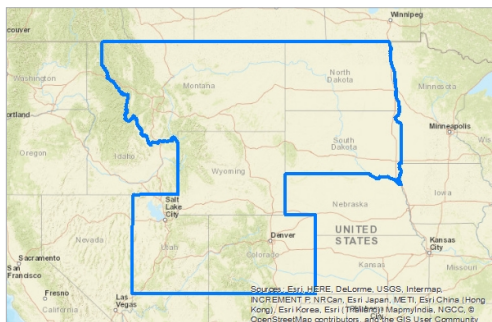 Winnipeg
couver
Washington
Montana
North
Dakota
Minnesota
ortland
Minneapolis
Oregon
Idaho
South
Dakota
Wis
Wyoming
Iowa
Salt
Lake
City
Nebraska
Nevada
Utah
Denver
Colorado
UNITED
STATES
Kansas
City
Sacramento
San
Francisco
Kansas
Missouri
Fresno
California
Las
Vegas
Sources: Esri, HERE, DeLorme, USGS, Intermap,
INCREMENT P, NRCan, Esri Japan, METI, Esri China (Hong
Kong), Esri Korea, Esri (Thailand), MapmyIndia, NGCC, ©
OpenStreetMap contributors, and the GIS User Community